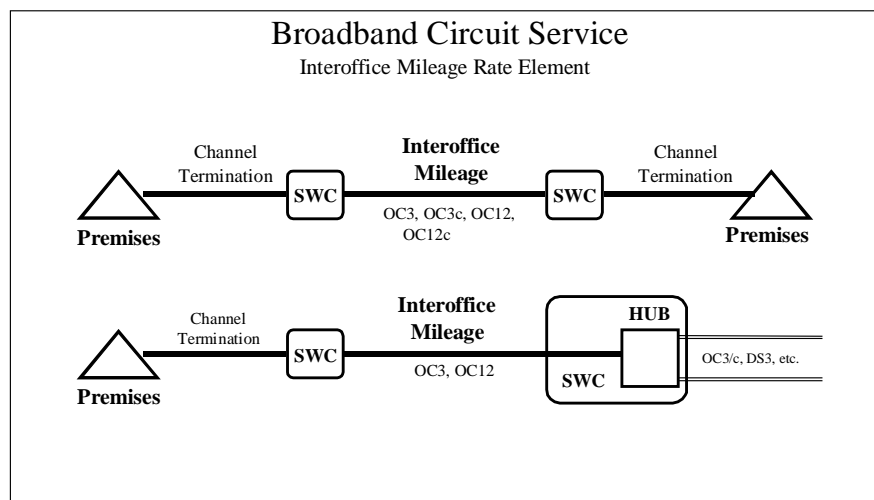 Broadband Circuit Service
Interoffice Mileage Rate Element
Channel
Termination
Interoffice
Mileage
Channel
Termination
SWC
SWC
OC3, OC3c, OC12,
OC12c
Premises
Premises
Channel
Termination
Interoffice
Mileage
HUB
SWC
OC3, OC12
SWC
OC3/c, DS3, etc.
Premises